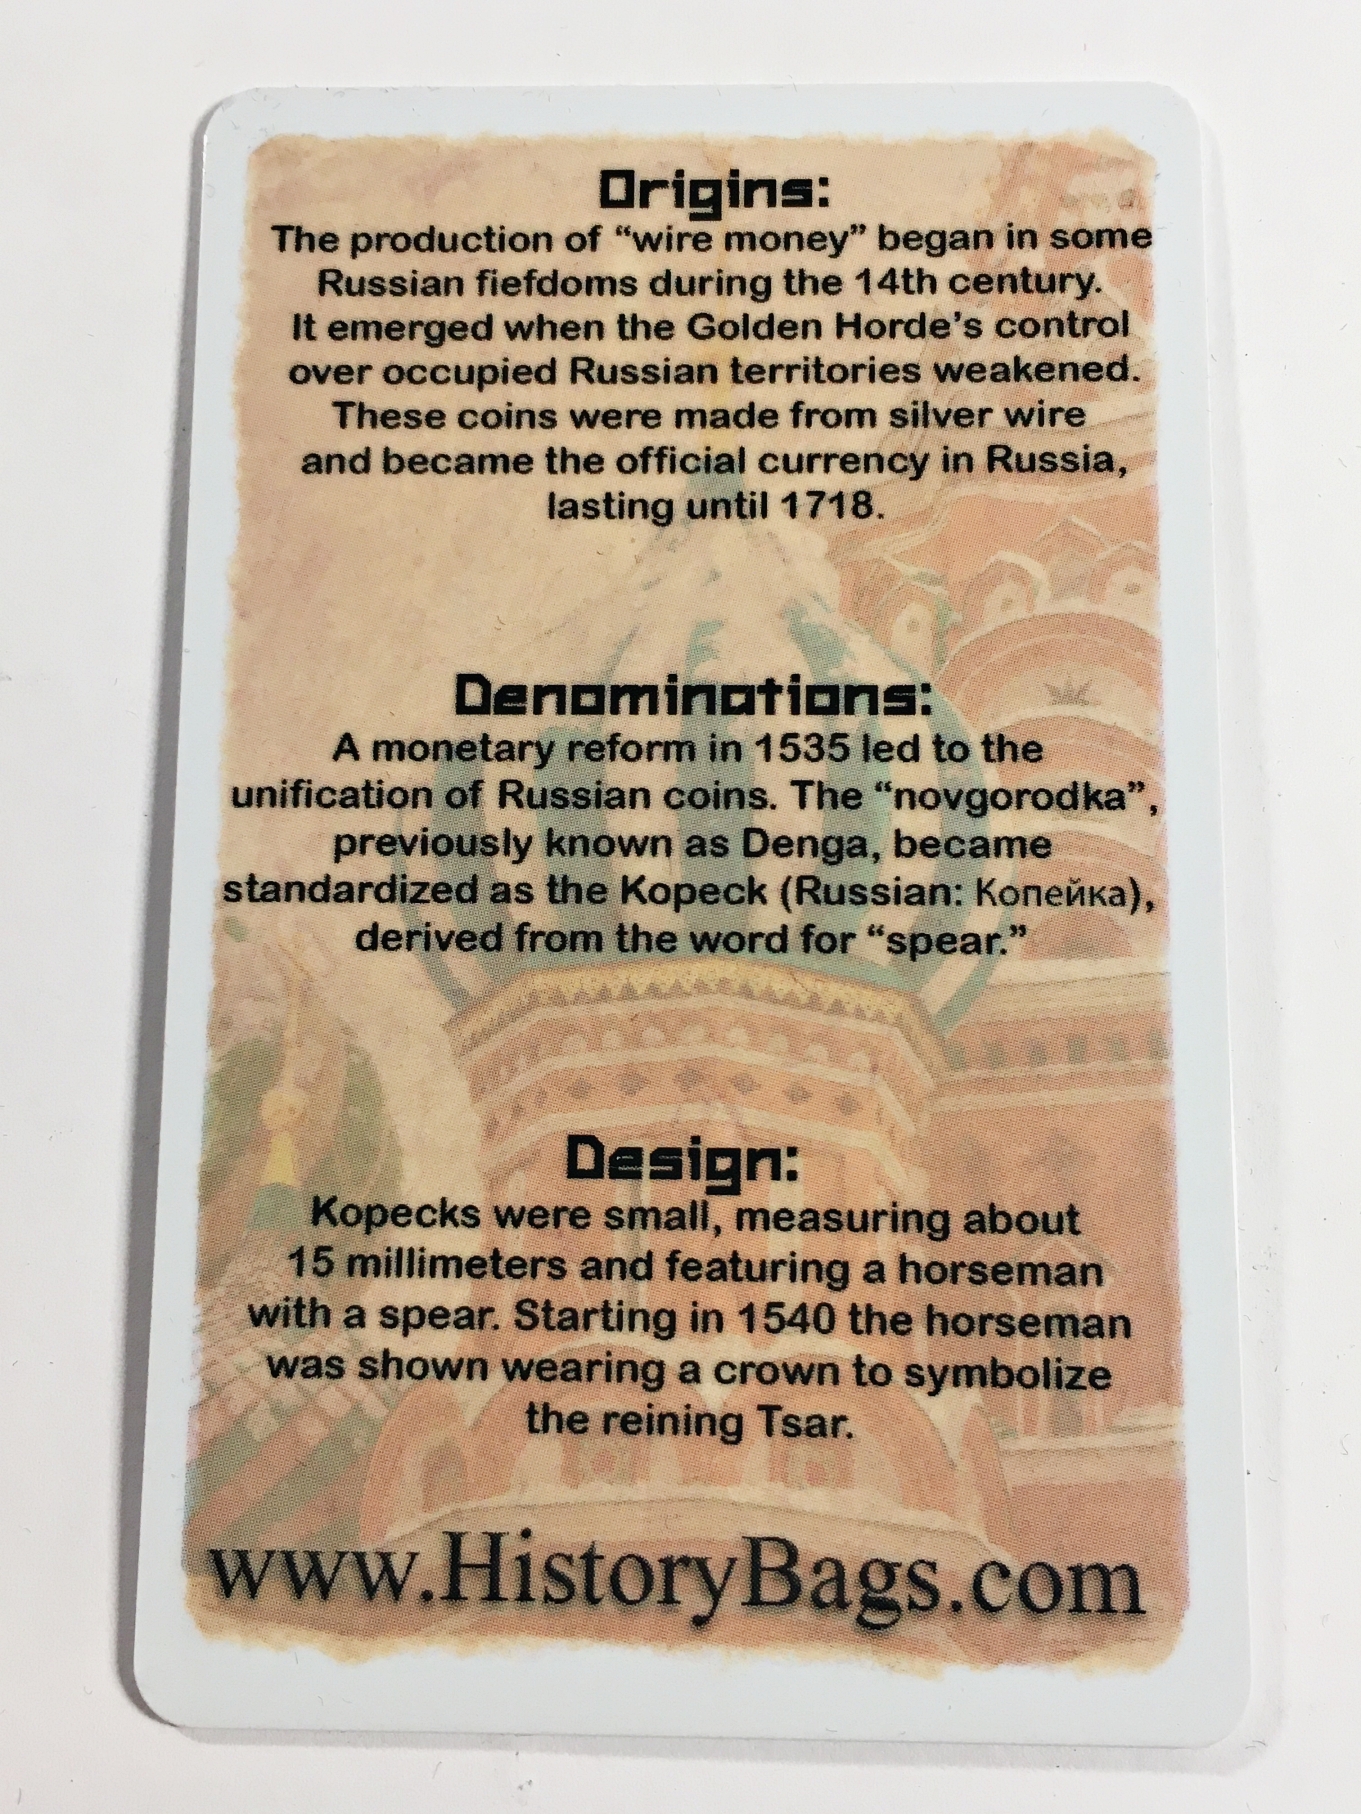 Origins:
The production of “wire money” began in some
Russian fiefdoms during the 14th century.
It emerged when the Golden Horde’s control
over occupied Russian territories weakened.
These coins were made from silver wire
and became the official currency in Russia,
lasting until 1718.
Denominations:
A monetary reform in 1535 led to the
unification of Russian coins. The “novgorodka”,
previously known as Denga, became
standardized as the Kopeck (Russian: Копейка),
derived from the word for “spear.”
Design:
Kopecks were small, measuring about
15 millimeters and featuring a horseman
with a spear. Starting in 1540 the horseman
was shown wearing a crown to symbolize
the reining Tsar.
www.HistoryBags.com